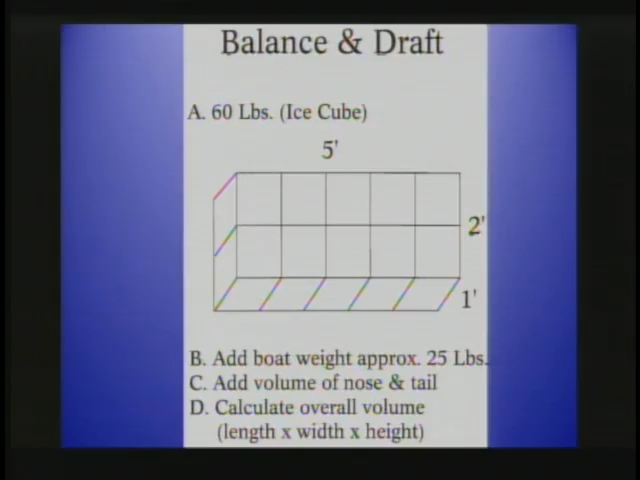 Balance & Draft
A. 60 Lbs. (Ice Cube)
5'
2'
1'
B. Add boat weight approx. 25 Lbs.
C. Add volume of nose & tail
D. Calculate overall volume
(length x width x height)